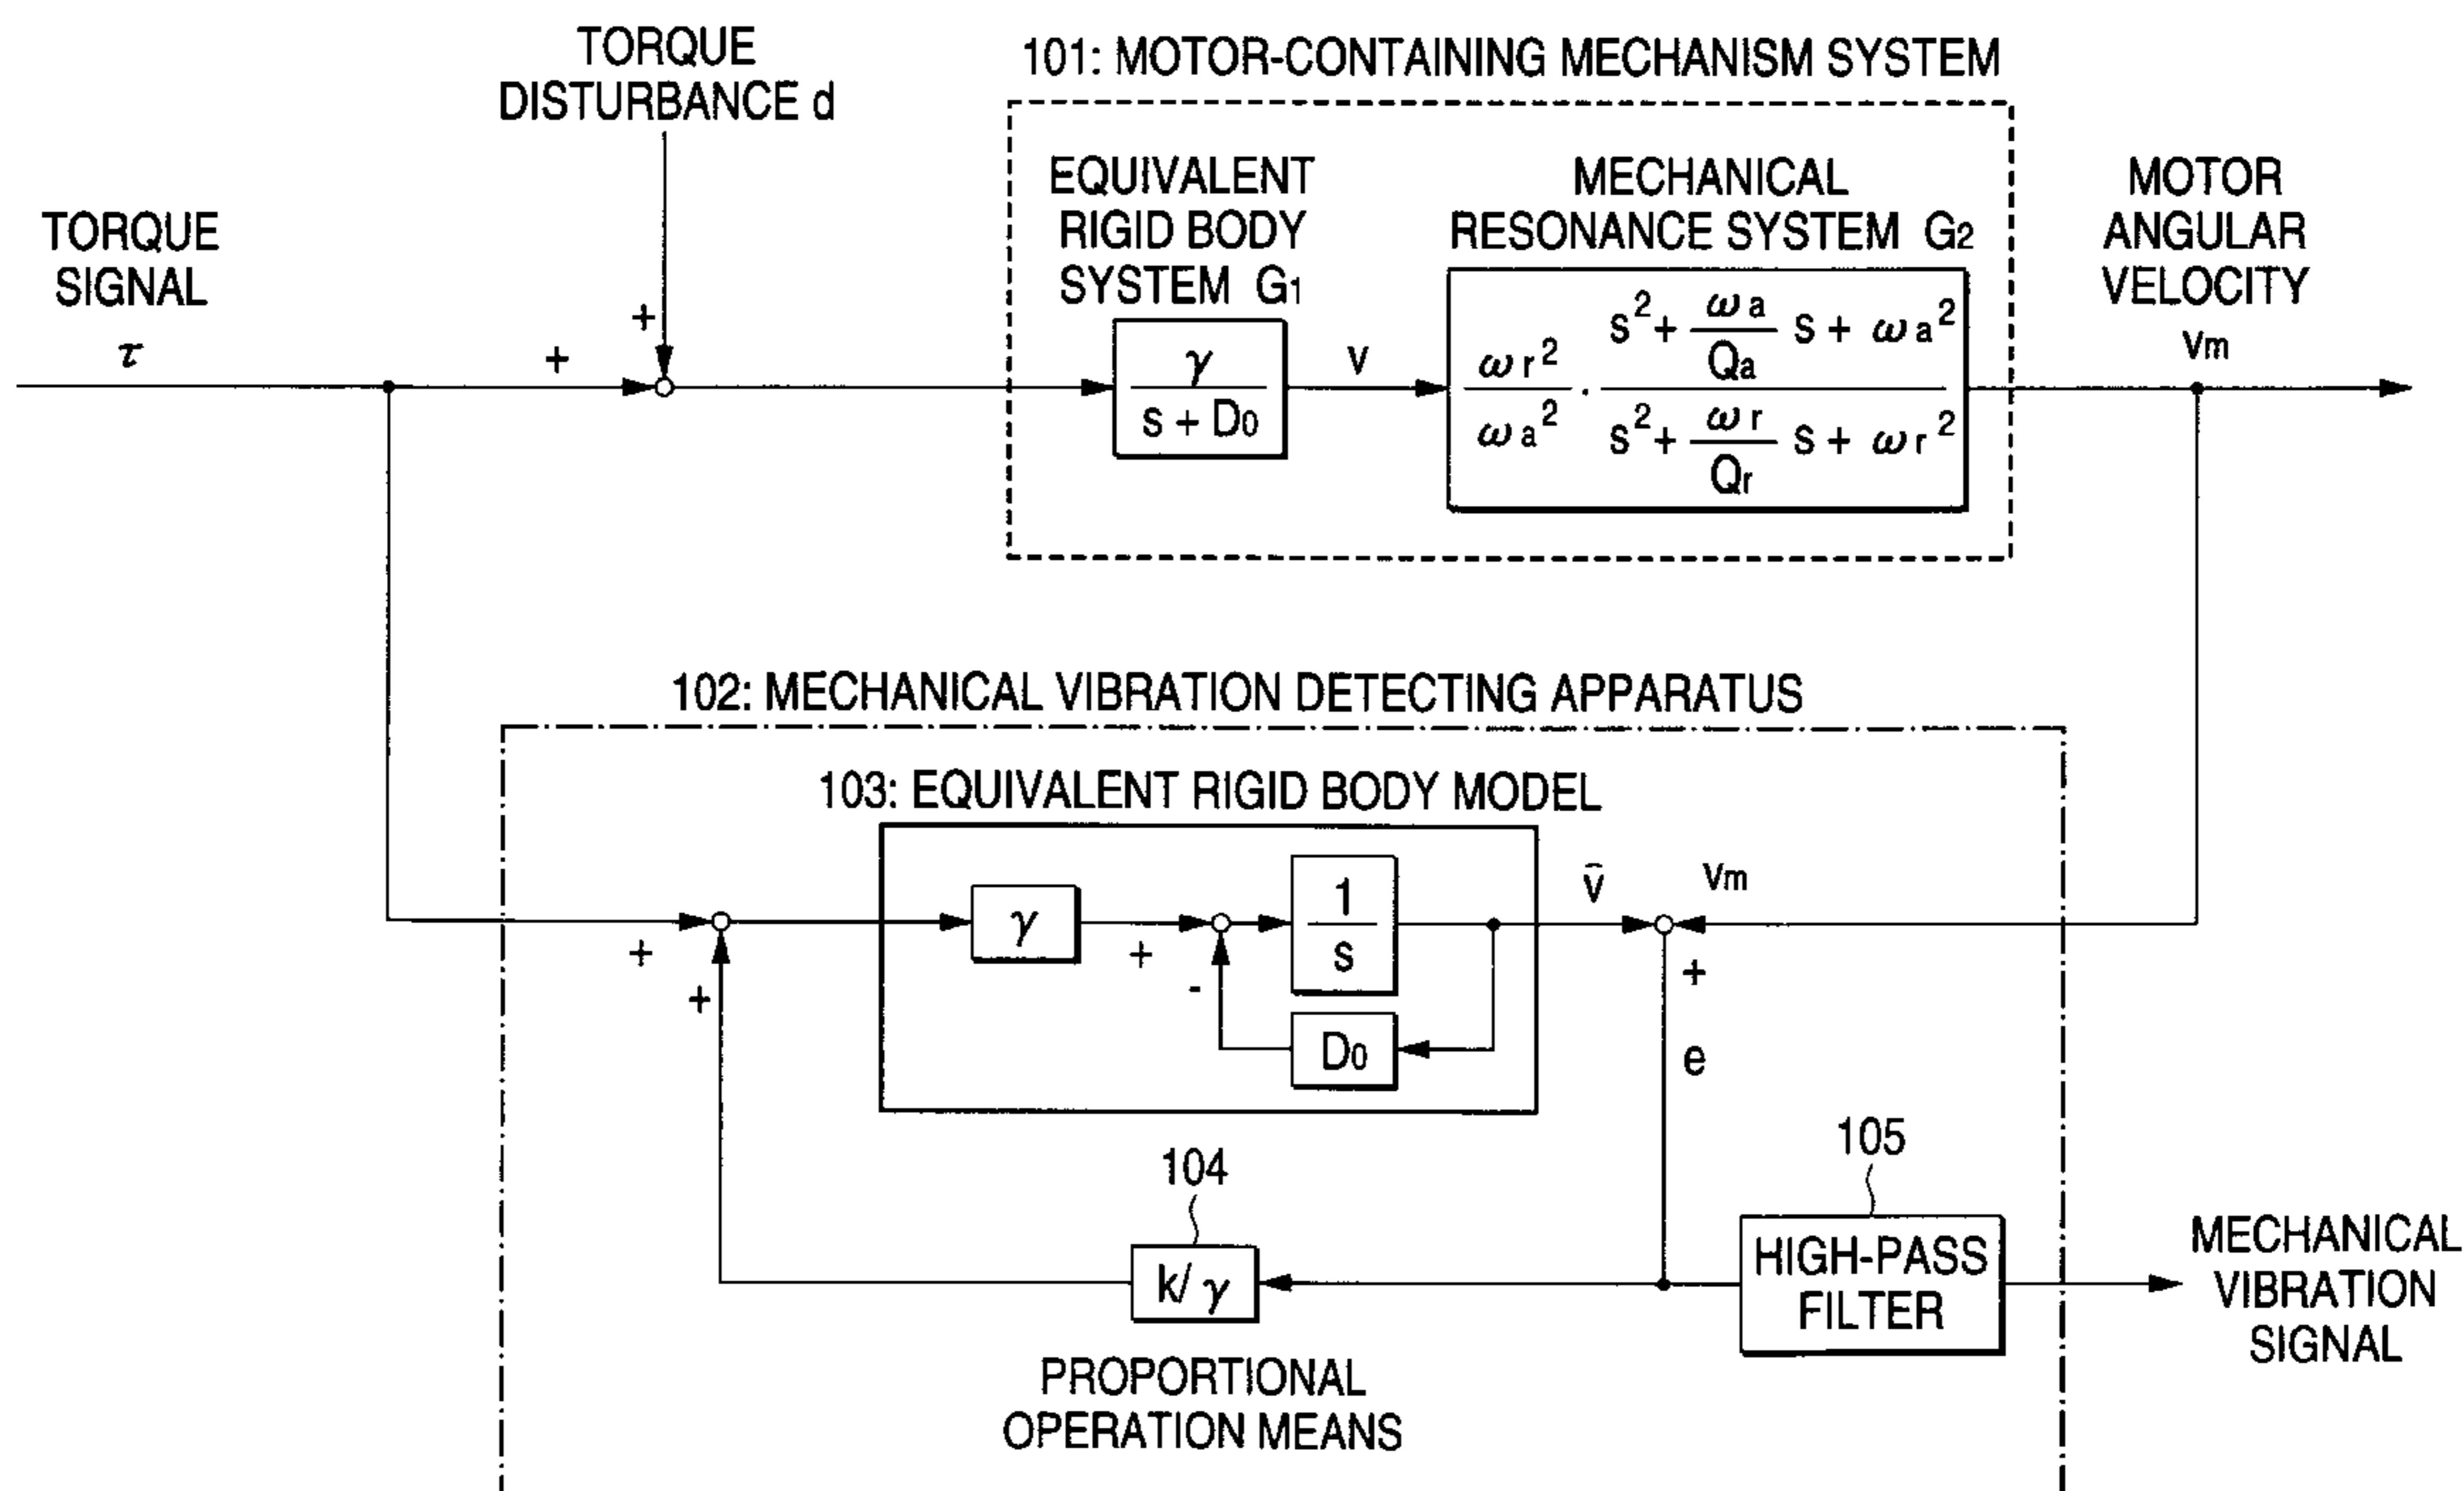 TORQUE
DISTURBANCE d
101: MOTOR-CONTAINING MECHANISM SYSTEM
TORQUE
SIGNAL
τ
+
+
EQUIVALENT
RIGID BODY
SYSTEM G1
γ
s + D0
v
MECHANICAL
RESONANCE SYSTEM G2
ωr²
ωa²
·
s² + ωa/Qa s + ωa²
s² + ωr/Qr s + ωr²
MOTOR
ANGULAR
VELOCITY
vm
102: MECHANICAL VIBRATION DETECTING APPARATUS
103: EQUIVALENT RIGID BODY MODEL
+
+
γ
+
-
1
s
D0
v̄
vm
+
e
104
k/γ
PROPORTIONAL
OPERATION MEANS
105
HIGH-PASS
FILTER
MECHANICAL
VIBRATION
SIGNAL